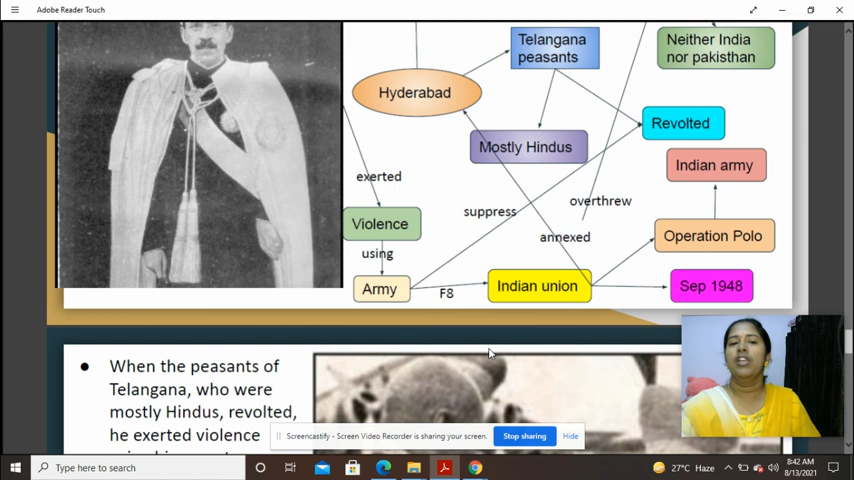 Adobe Reader Touch
Telangana
peasants
Neither India
nor pakisthan
Hyderabad
Revolted
Mostly Hindus
Indian army
exerted
overthrew
suppress
Violence
annexed
Operation Polo
using
Army
F8
Indian union
Sep 1948
● When the peasants of
Telangana, who were
mostly Hindus, revolted,
he exerted violence
Screencastify - Screen Video Recorder is sharing your screen.
Stop sharing
Hide
Type here to search
27°C Haze
8:42 AM
8/13/2021